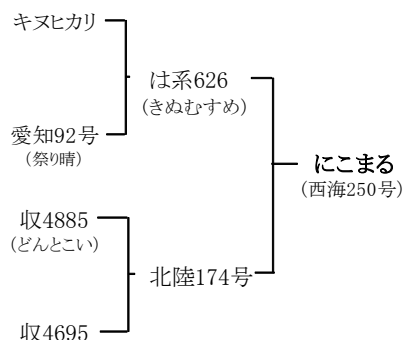 キヌヒカリ
は系626
(きぬむすめ)
愛知92号
(祭り晴)
にこまる
(西海250号)
収4885
(どんとこい)
北陸174号
収4695